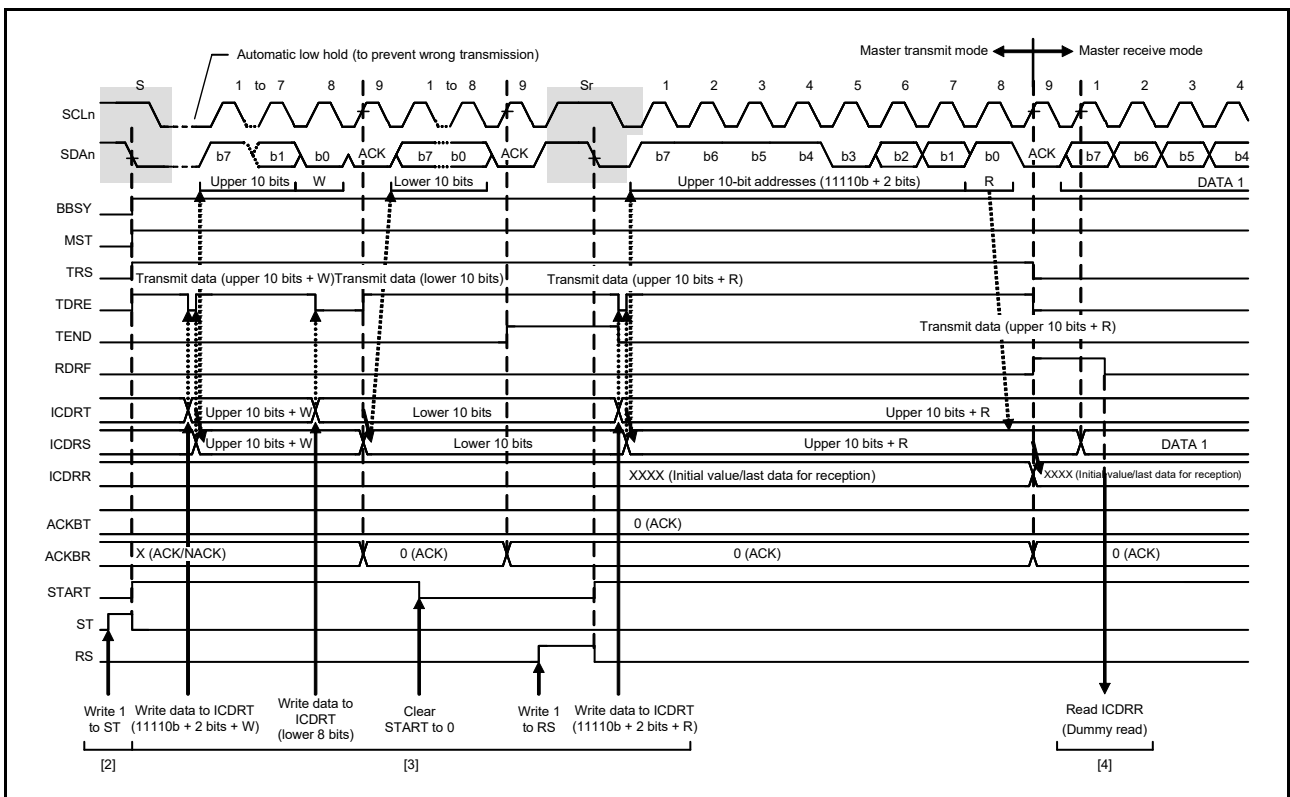 Automatic low hold (to prevent wrong transmission)
Master transmit mode
Master receive mode
S
1 to 7
8
9
1 to 8
9
Sr
1 2 3 4 5 6 7 8 9 1 2 3 4
SCLn
SDAn
b7 b1 b0 ACK b7 b0 ACK b7 b6 b5 b4 b3 b2 b1 b0 ACK b7 b6 b5 b4
Upper 10 bits W Lower 10 bits Upper 10-bit addresses (11110b + 2 bits) R DATA 1
BBSY
MST
TRS
Transmit data (upper 10 bits + W) Transmit data (lower 10 bits) Transmit data (upper 10 bits + R)
TDRE
TEND
Transmit data (upper 10 bits + R)
RDRF
ICDRT Upper 10 bits + W Lower 10 bits Upper 10 bits + R
ICDRS Upper 10 bits + W Lower 10 bits Upper 10 bits + R DATA 1
ICDRR XXXX (Initial value/last data for reception) XXXX (Initial value/last data for reception)
ACKBT 0 (ACK)
ACKBR X (ACK/NACK) 0 (ACK) 0 (ACK) 0 (ACK)
START
ST
RS
Write 1
to ST
Write data to ICDRT
(11110b + 2 bits + W)
Write data to
ICDRT
(lower 8 bits)
Clear
START to 0
Write 1
to RS
Write data to ICDRT
(11110b + 2 bits + R)
Read ICDRR
(Dummy read)
[2]
[3]
[4]